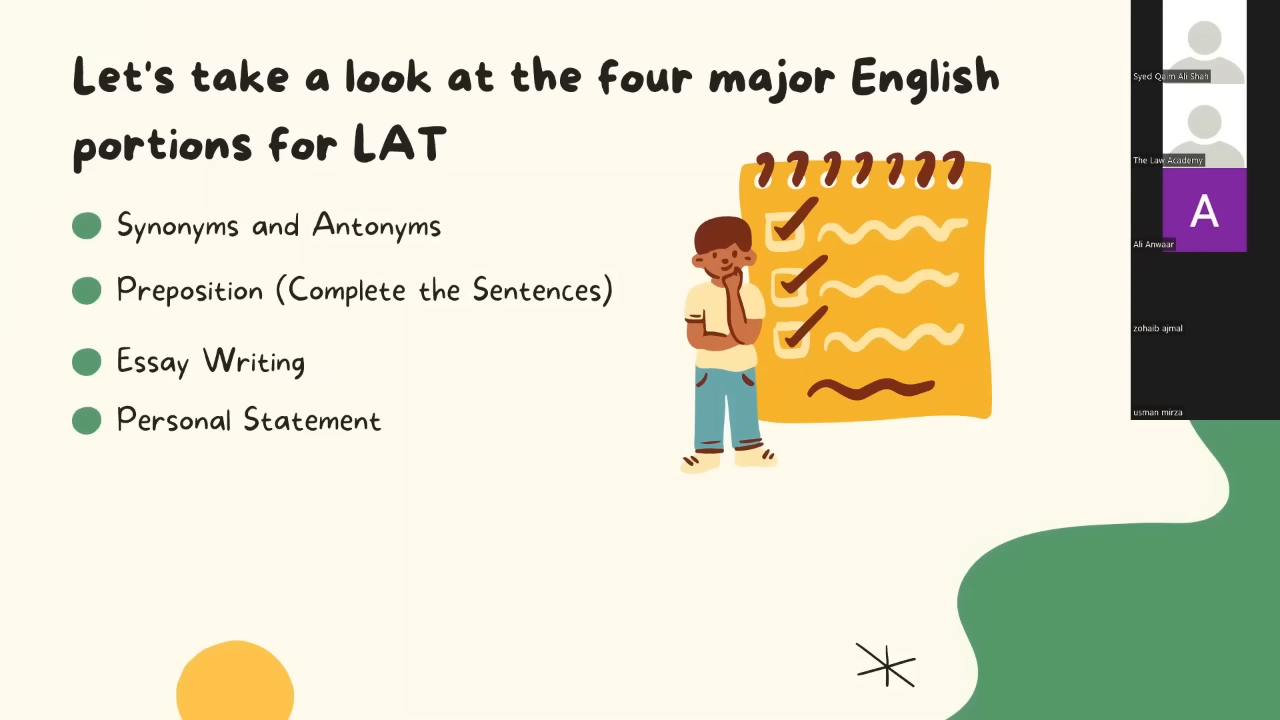 Let's take a look at the four major English
portions for LAT
Synonyms and Antonyms
Preposition (Complete the Sentences)
Essay Writing
Personal Statement
Syed Qaim Ali Shah
The Law Academy
A
Ali Anwaar
zohaib ajmal
usman mirza